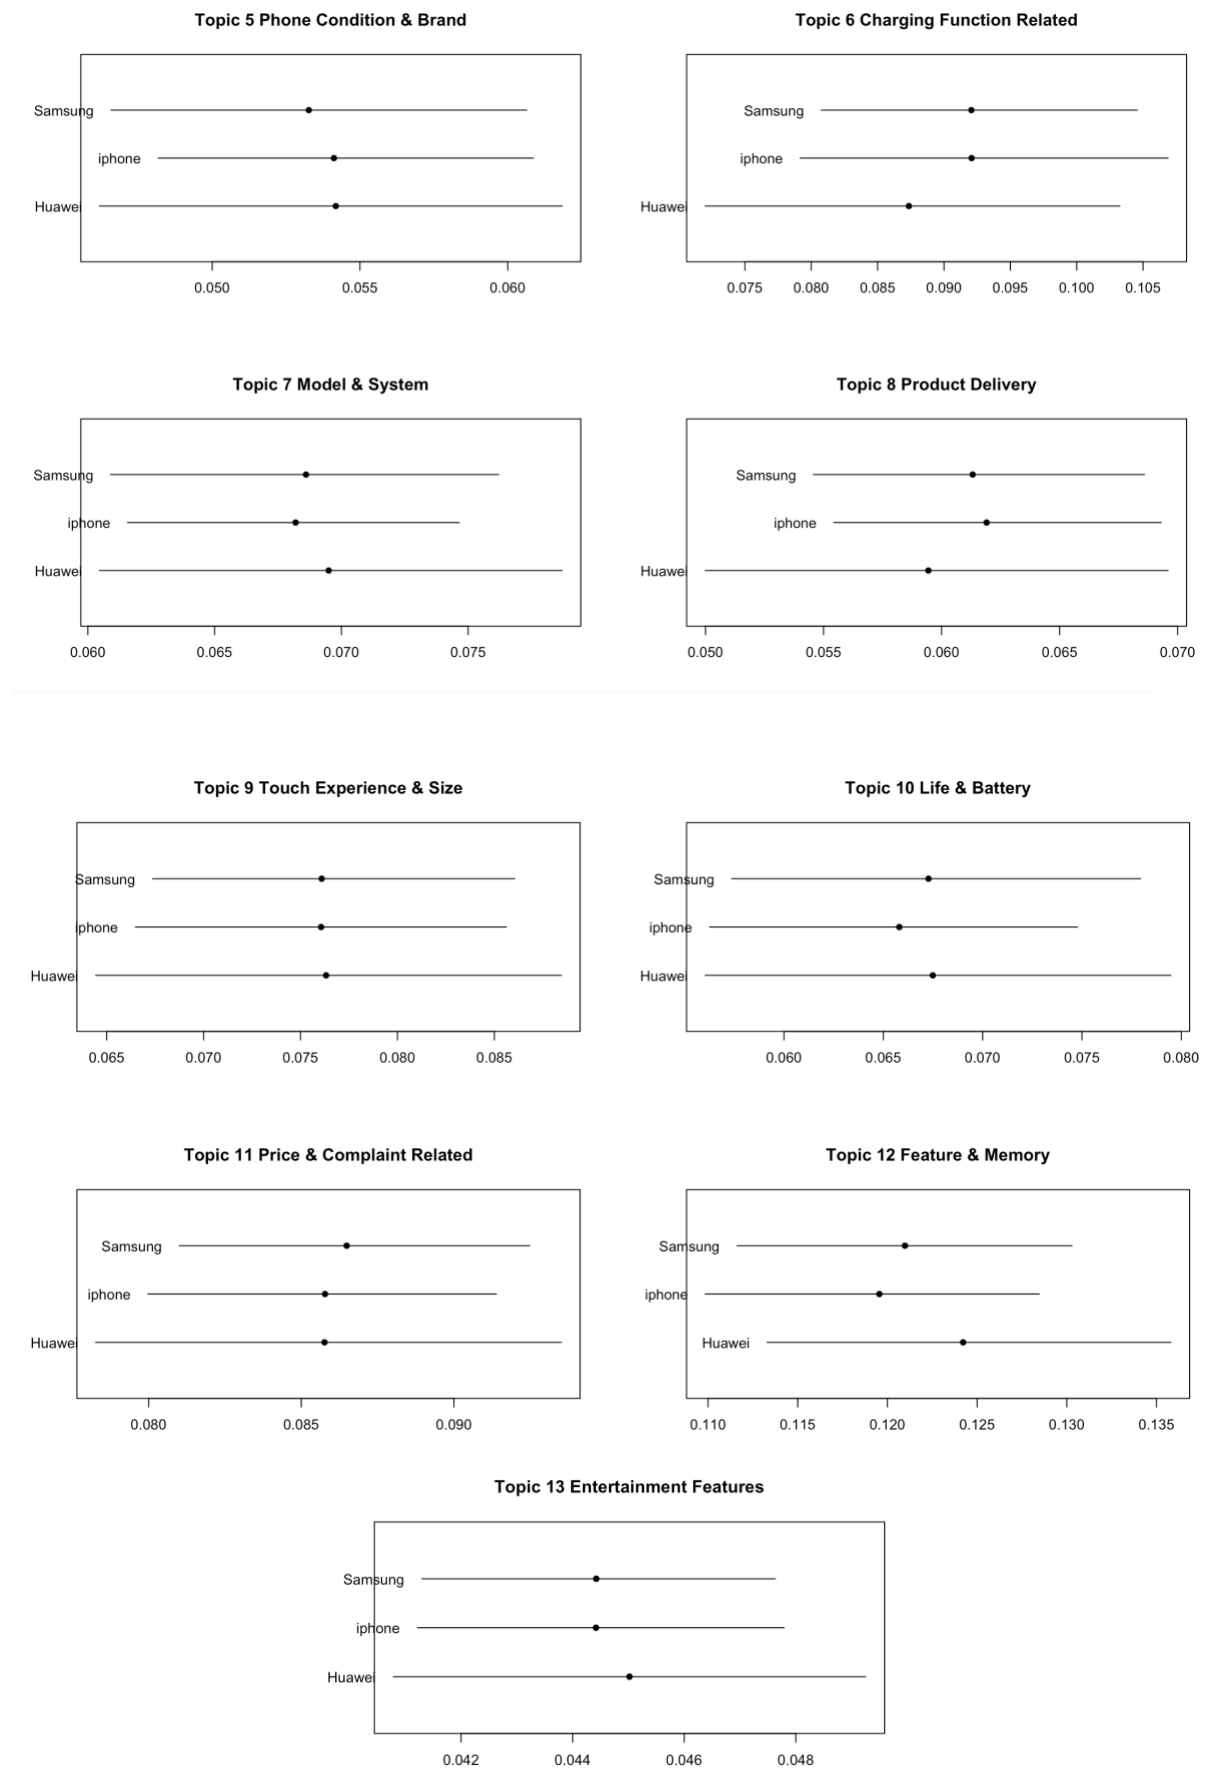 Topic 5 Phone Condition & Brand
Samsung
iphone
Huawei
0.050 0.055 0.060
Topic 6 Charging Function Related
Samsung
iphone
Huawei
0.075 0.080 0.085 0.090 0.095 0.100 0.105
Topic 7 Model & System
Samsung
iphone
Huawei
0.060 0.065 0.070 0.075
Topic 8 Product Delivery
Samsung
iphone
Huawei
0.050 0.055 0.060 0.065 0.070
Topic 9 Touch Experience & Size
Samsung
iphone
Huawei
0.065 0.070 0.075 0.080 0.085
Topic 10 Life & Battery
Samsung
iphone
Huawei
0.060 0.065 0.070 0.075 0.080
Topic 11 Price & Complaint Related
Samsung
iphone
Huawei
0.080 0.085 0.090
Topic 12 Feature & Memory
Samsung
iphone
Huawei
0.110 0.115 0.120 0.125 0.130 0.135
Topic 13 Entertainment Features
Samsung
iphone
Huawei
0.042 0.044 0.046 0.048